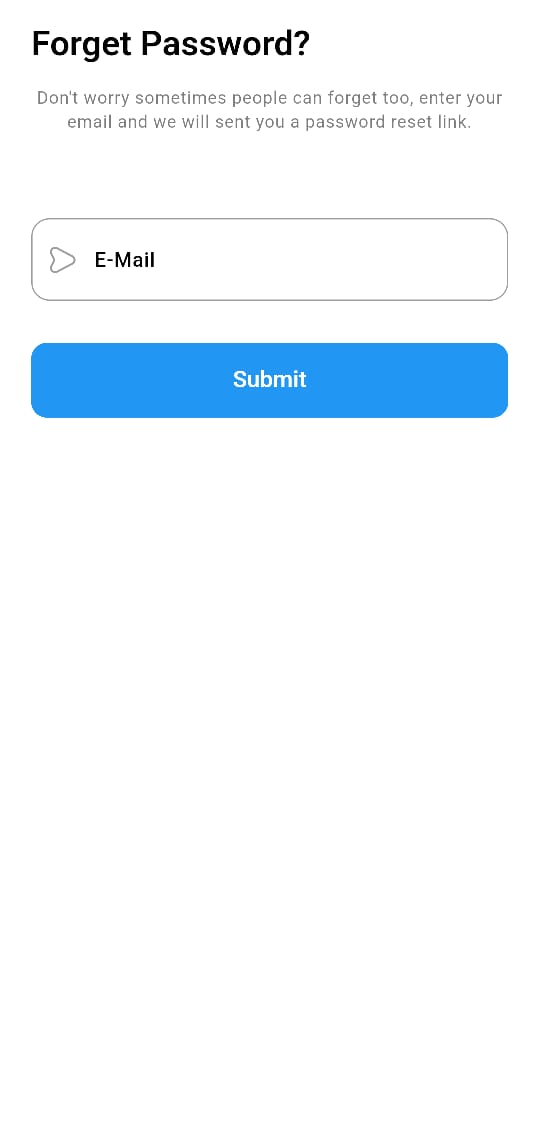 Forget Password?
Don't worry sometimes people can forget too, enter your
email and we will sent you a password reset link.
E-Mail
Submit